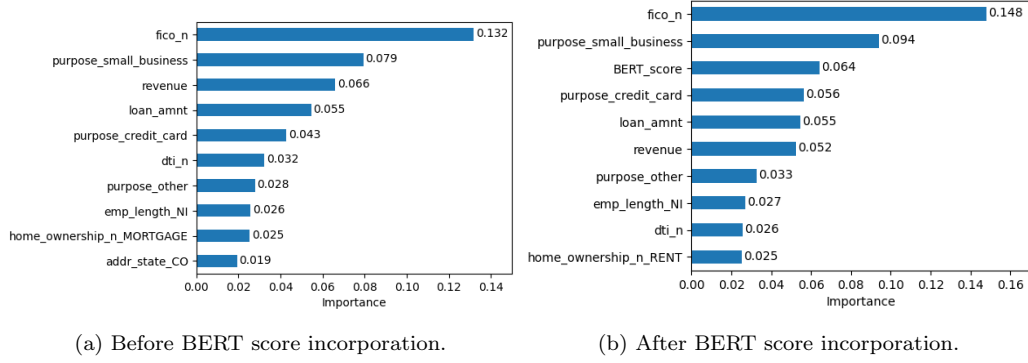 fico_n 0.132
purpose_small_business 0.079
revenue 0.066
loan_amnt 0.055
purpose_credit_card 0.043
dti_n 0.032
purpose_other 0.028
emp_length_NI 0.026
home_ownership_n_MORTGAGE 0.025
addr_state_CO 0.019
0.00 0.02 0.04 0.06 0.08 0.10 0.12 0.14
Importance
(a) Before BERT score incorporation.
fico_n 0.148
purpose_small_business 0.094
BERT_score 0.064
purpose_credit_card 0.056
loan_amnt 0.055
revenue 0.052
purpose_other 0.033
emp_length_NI 0.027
dti_n 0.026
home_ownership_n_RENT 0.025
0.00 0.02 0.04 0.06 0.08 0.10 0.12 0.14 0.16
Importance
(b) After BERT score incorporation.